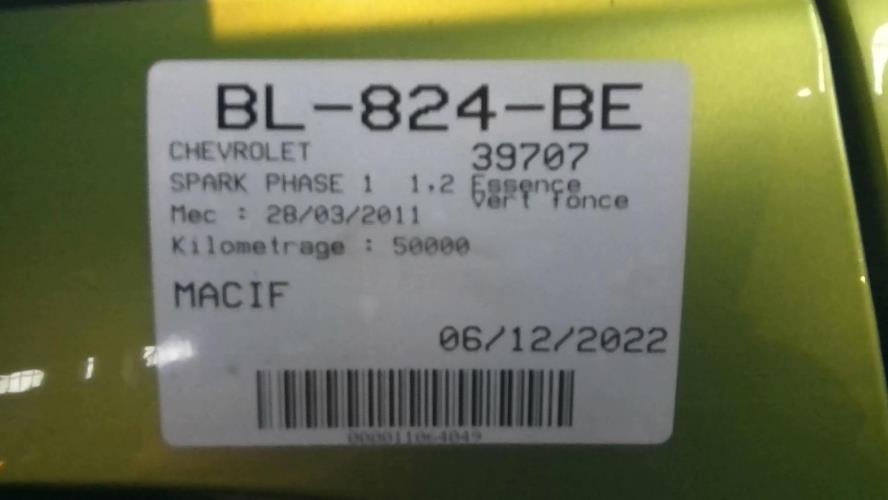 BL-824-BE
CHEVROLET 39707
SPARK PHASE 1 1,2 Essence
Vert fonce
Mec : 28/03/2011
Kilometrage : 50000
MACIF
06/12/2022
000011064049